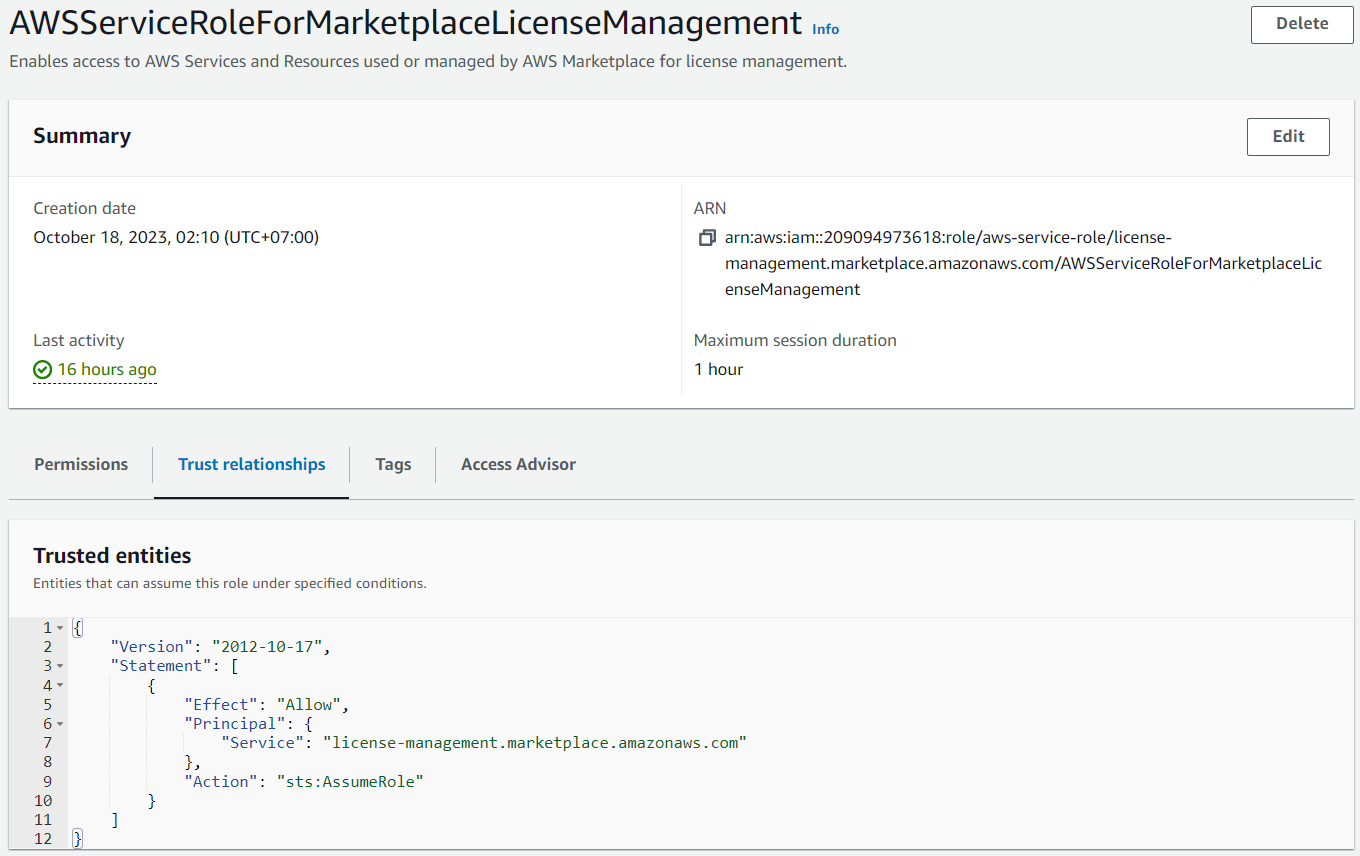 AWSServiceRoleForMarketplaceLicenseManagement Info
Delete
Enables access to AWS Services and Resources used or managed by AWS Marketplace for license management.
Summary
Edit
Creation date
October 18, 2023, 02:10 (UTC+07:00)
ARN
arn:aws:iam::209094973618:role/aws-service-role/license-
management.marketplace.amazonaws.com/AWSServiceRoleForMarketplaceLic
enseManagement
Last activity
16 hours ago
Maximum session duration
1 hour
Permissions
Trust relationships
Tags
Access Advisor
Trusted entities
Entities that can assume this role under specified conditions.
1 {
2     "Version": "2012-10-17",
3     "Statement": [
4         {
5             "Effect": "Allow",
6             "Principal": {
7                 "Service": "license-management.marketplace.amazonaws.com"
8             },
9             "Action": "sts:AssumeRole"
10         }
11     ]
12 }